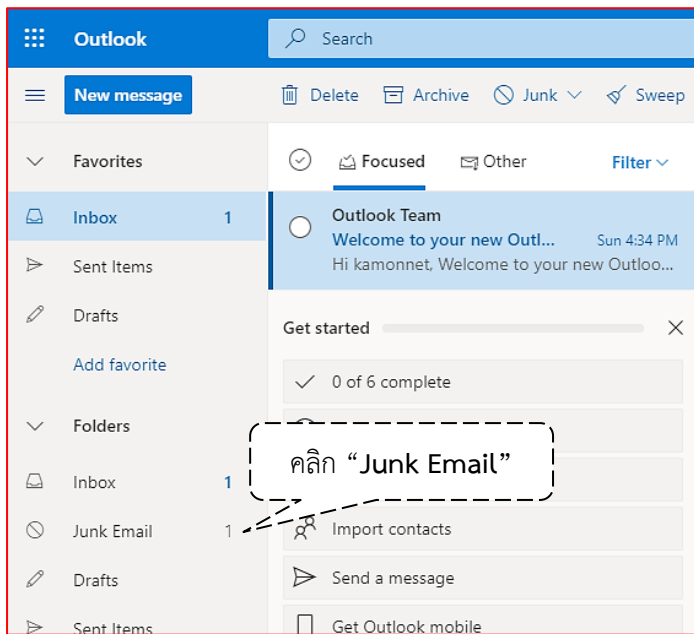 Outlook
Search
New message
Delete Archive Junk Sweep
Favorites
Focused Other Filter
Inbox 1
Outlook Team
Welcome to your new Outl... Sun 4:34 PM
Hi kamonnet, Welcome to your new Outloo...
Sent Items
Drafts
Add favorite
Get started
0 of 6 complete
Folders
คลิก “Junk Email”
Inbox 1
Junk Email 1
Import contacts
Drafts
Send a message
Sent Items
Get Outlook mobile